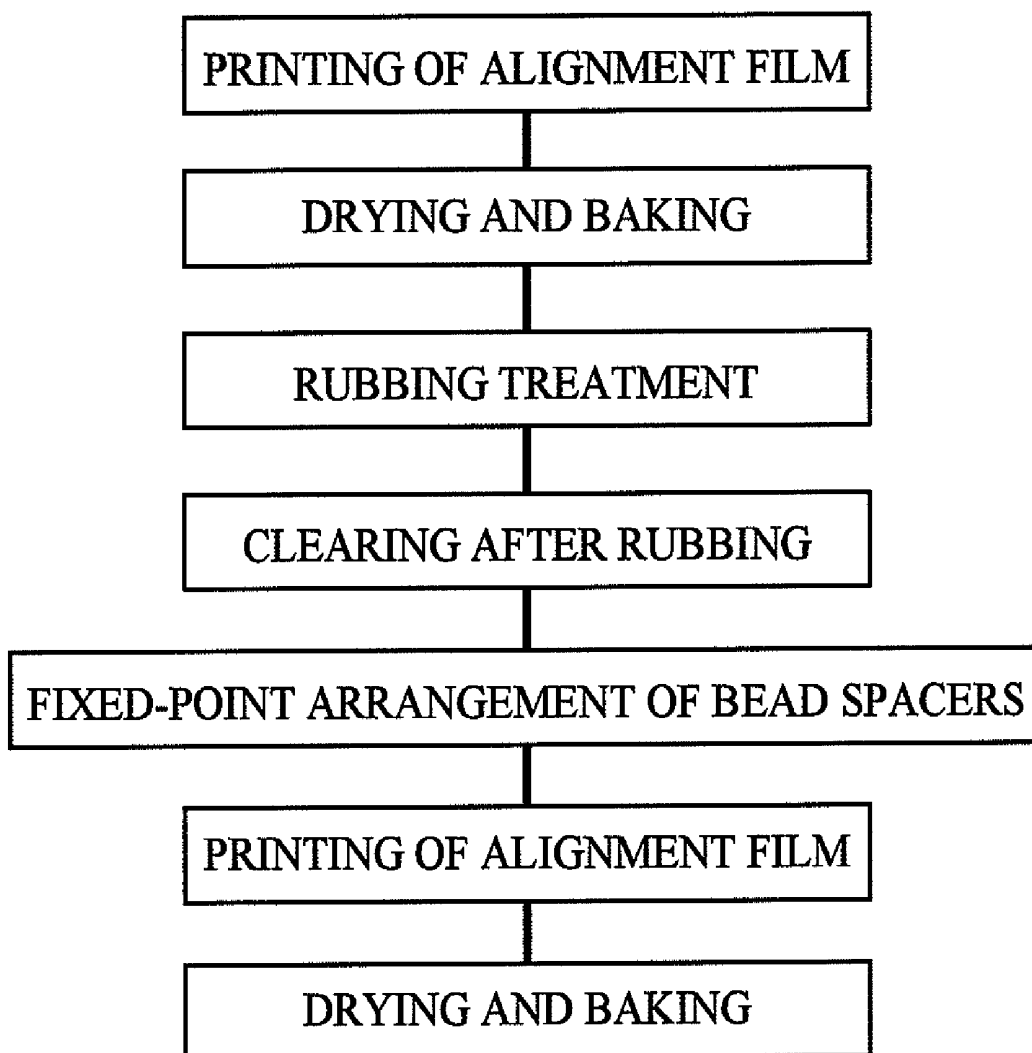 PRINTING OF ALIGNMENT FILM
DRYING AND BAKING
RUBBING TREATMENT
CLEARING AFTER RUBBING
FIXED-POINT ARRANGEMENT OF BEAD SPACERS
PRINTING OF ALIGNMENT FILM
DRYING AND BAKING